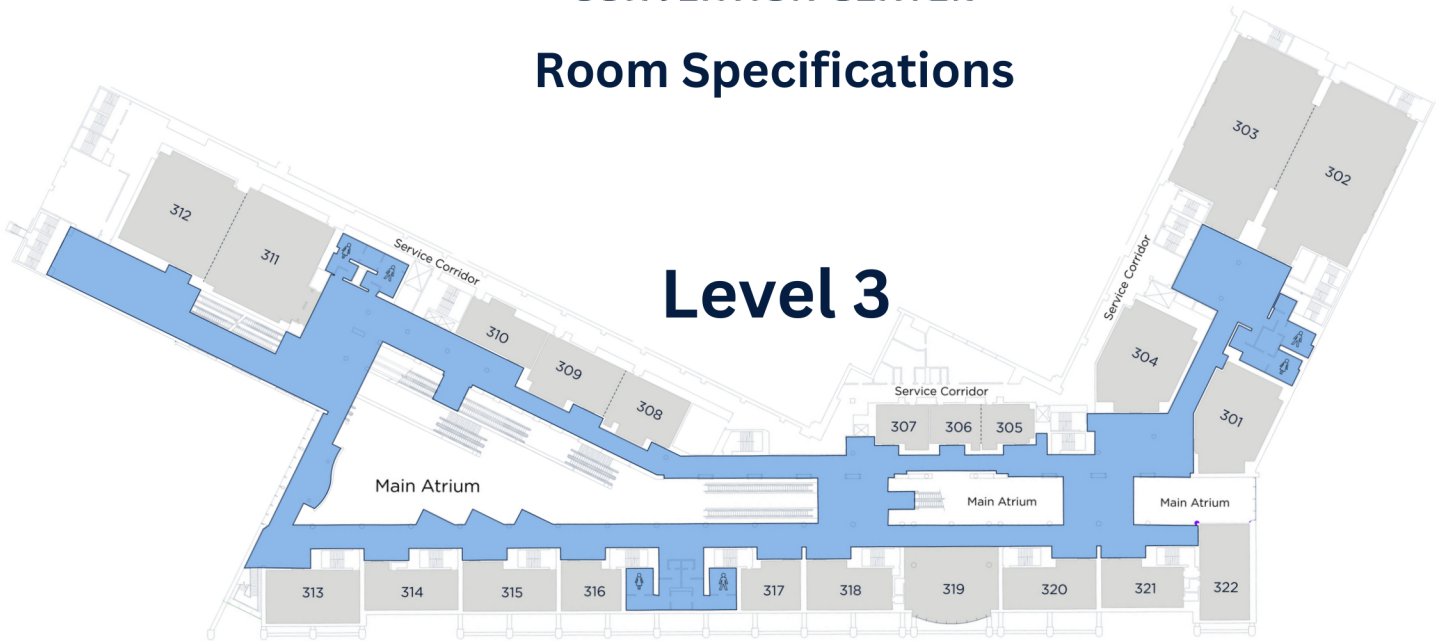 Room Specifications
Level 3
303
302
312
311
Service Corridor
Service Corridor
310
309
308
304
Service Corridor
307
306
305
301
Main Atrium
Main Atrium
Main Atrium
313
314
315
316
317
318
319
320
321
322